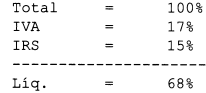 Total = 100%
IVA = 17%
IRS = 15%
----------------------
Líq. = 68%